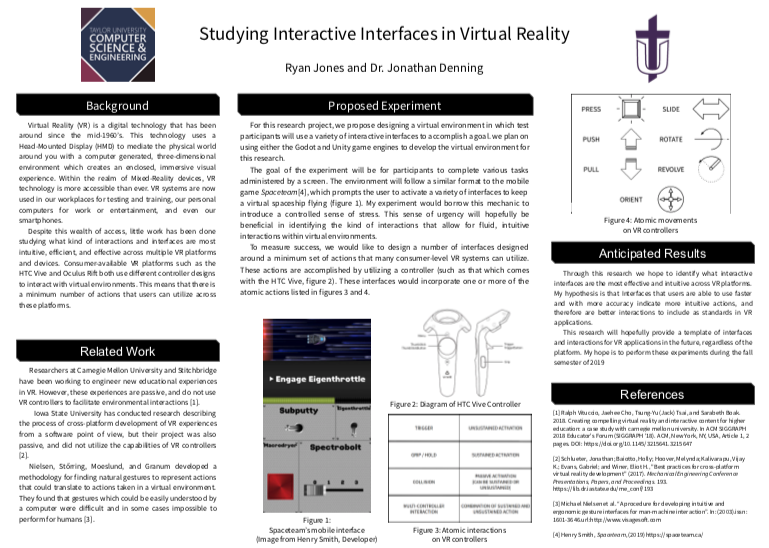 TAYLOR UNIVERSITY
COMPUTER
SCIENCE &
ENGINEERING
Studying Interactive Interfaces in Virtual Reality
Ryan Jones and Dr. Jonathan Denning
Background
Virtual Reality (VR) is a digital technology that has been
around since the mid-1960's. This technology uses a
Head-Mounted Display (HMD) to mediate the physical world
around you with a computer generated, three-dimensional
environment which creates an enclosed, immersive visual
experience. Within the realm of Mixed-Reality devices, VR
technology is more accessible than ever. VR systems are now
used in our workplaces for testing and training, our personal
computers for work or entertainment, and even our
smartphones.
Despite this wealth of access, little work has been done
studying what kind of interactions and interfaces are most
intuitive, efficient, and effective across multiple VR platforms
and devices. Consumer-available VR platforms such as the
HTC Vive and Oculus Rift both use different controller designs
to interact with virtual environments. This means that there is
a minimum number of actions that users can utilize across
these platforms.
Related Work
Researchers at Carnegie Mellon University and Stitchbridge
have been working to engineer new educational experiences
in VR. However, these experiences are passive, and do not use
VR controllers to facilitate environmental interactions [1].
Iowa State University has conducted research describing
the process of cross-platform development of VR experiences
from a software point of view, but their project was also
passive, and did not utilize the capabilities of VR controllers
[2].
Nielsen, Störring, Moeslund, and Granum developed a
methodology for finding natural gestures to represent actions
that could translate to actions taken in a virtual environment.
They found that gestures which could be easily understood by
a computer were difficult and in some cases impossible to
perform for humans [3].
Proposed Experiment
For this research project, we propose designing a virtual environment in which test
participants will use a variety of interactive interfaces to accomplish a goal. we plan on
using either the Godot and Unity game engines to develop the virtual environment for
this research.
The goal of the experiment will be for participants to complete various tasks
administered by a screen. The environment will follow a similar format to the mobile
game Spaceteam[4], which prompts the user to activate a variety of interfaces to keep
a virtual spaceship flying (figure 1). My experiment would borrow this mechanic to
introduce a controlled sense of stress. This sense of urgency will hopefully be
beneficial in identifying the kind of interactions that allow for fluid, intuitive
interactions within virtual environments.
To measure success, we would like to design a number of interfaces designed
around a minimum set of actions that many consumer-level VR systems can utilize.
These actions are accomplished by utilizing a controller (such as that which comes
with the HTC Vive, figure 2). These interfaces would incorporate one or more of the
atomic actions listed in figures 3 and 4.
Engage Eigenthrottle
Subputty
Eigenthrottle
Macrodryer
Spectrobolt
Figure 1:
Spaceteam's mobile interface
(Image from Henry Smith, Developer)
Figure 2: Diagram of HTC Vive Controller
TRIGGER
UNSUSTAINED ACTIVATION
GRIP / HOLD
SUSTAINED ACTIVATION
COLLISION
PASSIVE ACTIVATION
(CAN BE SUSTAINED OR
UNSUSTAINED)
MULTI-CONTROLLER
INTERACTION
COMBINATION OF SUSTAINED AND
UNSUSTAINED ACTIVATION
Figure 3: Atomic interactions
on VR controllers
PRESS
SLIDE
PUSH
ROTATE
PULL
REVOLVE
ORIENT
Figure 4: Atomic movements
on VR controllers
Anticipated Results
Through this research we hope to identify what interactive
interfaces are the most effective and intuitive across VR platforms.
My hypothesis is that Interfaces that users are able to use faster
and with more accuracy indicate more intuitive actions, and
therefore are better interactions to include as standards in VR
applications.
This research will hopefully provide a template of interfaces
and interactions for VR applications in the future, regardless of the
platform. My hope is to perform these experiments during the fall
semester of 2019
References
[1] Ralph Vituccio, Jaehee Cho, Tsung-Yu (Jack) Tsai, and Sarabeth Boak.
2018. Creating compelling virtual reality and interactive content for higher
education: a case study with carnegie mellon university. In ACM SIGGRAPH
2018 Educator's Forum (SIGGRAPH '18). ACM, New York, NY, USA, Article 1, 2
pages. DOI: https://doi.org/10.1145/3215641.3215647
[2] Schlueter, Jonathan; Baiotto, Holly; Hoover, Melynda; Kalivarapu, Vijay
K.; Evans, Gabriel; and Winer, Eliot H., "Best practices for cross-platform
virtual reality development" (2017). Mechanical Engineering Conference
Presentations, Papers, and Proceedings. 193.
https://lib.dr.iastate.edu/me_conf/193
[3] Michael Nielsen et al. "A procedure for developing intuitive and
ergonomic gesture interfaces for man-machine interaction". In: (2003).issn:
1601-3646.url:http://www.visagesoft.com
[4] Henry Smith, Spaceteam, (2019) https://spaceteam.ca/